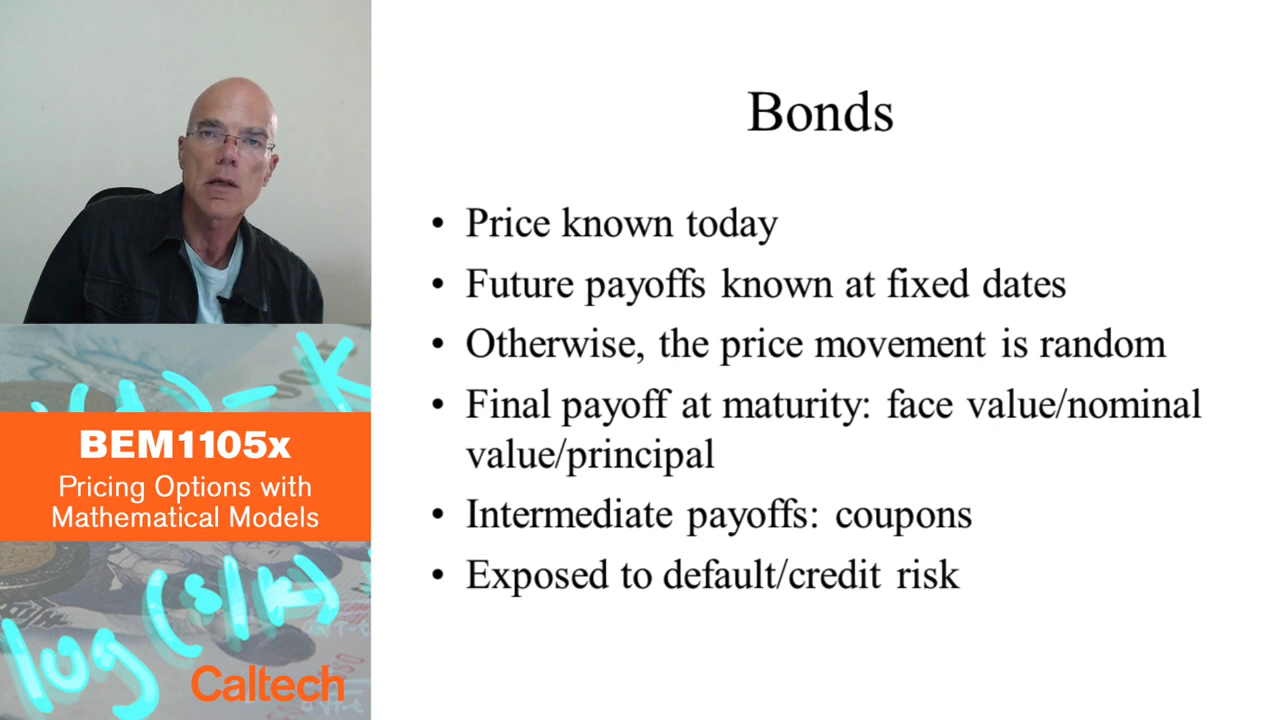 Bonds
• Price known today
• Future payoffs known at fixed dates
• Otherwise, the price movement is random
• Final payoff at maturity: face value/nominal
value/principal
• Intermediate payoffs: coupons
• Exposed to default/credit risk
BEM1105x
Pricing Options with
Mathematical Models
log (s/k)
Caltech